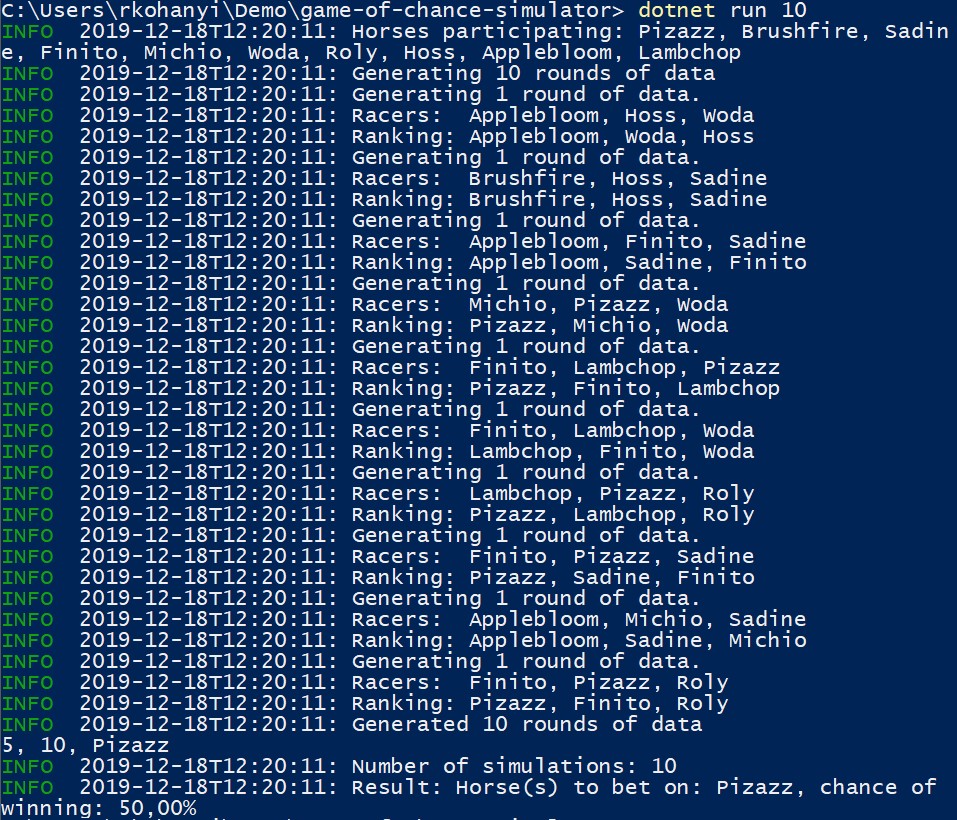 C:\Users\rkohanyi\Demo\game-of-chance-simulator> dotnet run 10
INFO  2019-12-18T12:20:11: Horses participating: Pizazz, Brushfire, Sadin
e, Finito, Michio, Woda, Roly, Hoss, Applebloom, Lambchop
INFO  2019-12-18T12:20:11: Generating 10 rounds of data
INFO  2019-12-18T12:20:11: Generating 1 round of data.
INFO  2019-12-18T12:20:11: Racers:  Applebloom, Hoss, Woda
INFO  2019-12-18T12:20:11: Ranking: Applebloom, Woda, Hoss
INFO  2019-12-18T12:20:11: Generating 1 round of data.
INFO  2019-12-18T12:20:11: Racers:  Brushfire, Hoss, Sadine
INFO  2019-12-18T12:20:11: Ranking: Brushfire, Hoss, Sadine
INFO  2019-12-18T12:20:11: Generating 1 round of data.
INFO  2019-12-18T12:20:11: Racers:  Applebloom, Finito, Sadine
INFO  2019-12-18T12:20:11: Ranking: Applebloom, Sadine, Finito
INFO  2019-12-18T12:20:11: Generating 1 round of data.
INFO  2019-12-18T12:20:11: Racers:  Michio, Pizazz, Woda
INFO  2019-12-18T12:20:11: Ranking: Pizazz, Michio, Woda
INFO  2019-12-18T12:20:11: Generating 1 round of data.
INFO  2019-12-18T12:20:11: Racers:  Finito, Lambchop, Pizazz
INFO  2019-12-18T12:20:11: Ranking: Pizazz, Finito, Lambchop
INFO  2019-12-18T12:20:11: Generating 1 round of data.
INFO  2019-12-18T12:20:11: Racers:  Finito, Lambchop, Woda
INFO  2019-12-18T12:20:11: Ranking: Lambchop, Finito, Woda
INFO  2019-12-18T12:20:11: Generating 1 round of data.
INFO  2019-12-18T12:20:11: Racers:  Lambchop, Pizazz, Roly
INFO  2019-12-18T12:20:11: Ranking: Pizazz, Lambchop, Roly
INFO  2019-12-18T12:20:11: Generating 1 round of data.
INFO  2019-12-18T12:20:11: Racers:  Finito, Pizazz, Sadine
INFO  2019-12-18T12:20:11: Ranking: Pizazz, Sadine, Finito
INFO  2019-12-18T12:20:11: Generating 1 round of data.
INFO  2019-12-18T12:20:11: Racers:  Applebloom, Michio, Sadine
INFO  2019-12-18T12:20:11: Ranking: Applebloom, Sadine, Michio
INFO  2019-12-18T12:20:11: Generating 1 round of data.
INFO  2019-12-18T12:20:11: Racers:  Finito, Pizazz, Roly
INFO  2019-12-18T12:20:11: Ranking: Pizazz, Finito, Roly
INFO  2019-12-18T12:20:11: Generated 10 rounds of data
5, 10, Pizazz
INFO  2019-12-18T12:20:11: Number of simulations: 10
INFO  2019-12-18T12:20:11: Result: Horse(s) to bet on: Pizazz, chance of
winning: 50,00%